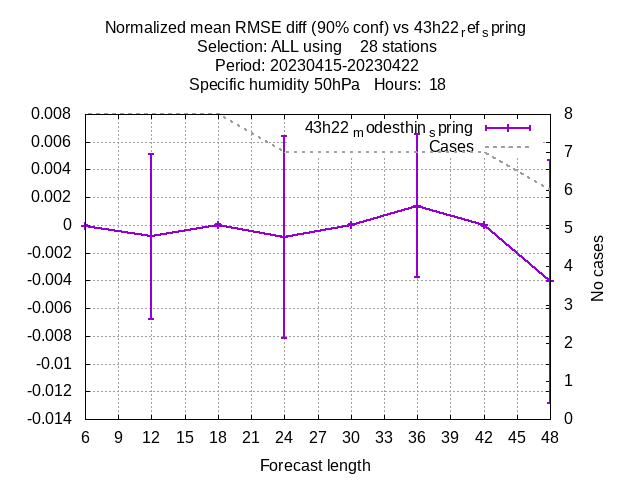 Normalized mean RMSE diff (90% conf) vs 43h22refspring
Selection: ALL using    28 stations
Period: 20230415-20230422
Specific humidity 50hPa   Hours:  18
43h22modesthinspring
Cases
0.008
0.006
0.004
0.002
0
-0.002
-0.004
-0.006
-0.008
-0.01
-0.012
-0.014
8
7
6
5
4
3
2
1
0
No cases
6 9 12 15 18 21 24 27 30 33 36 39 42 45 48
Forecast length